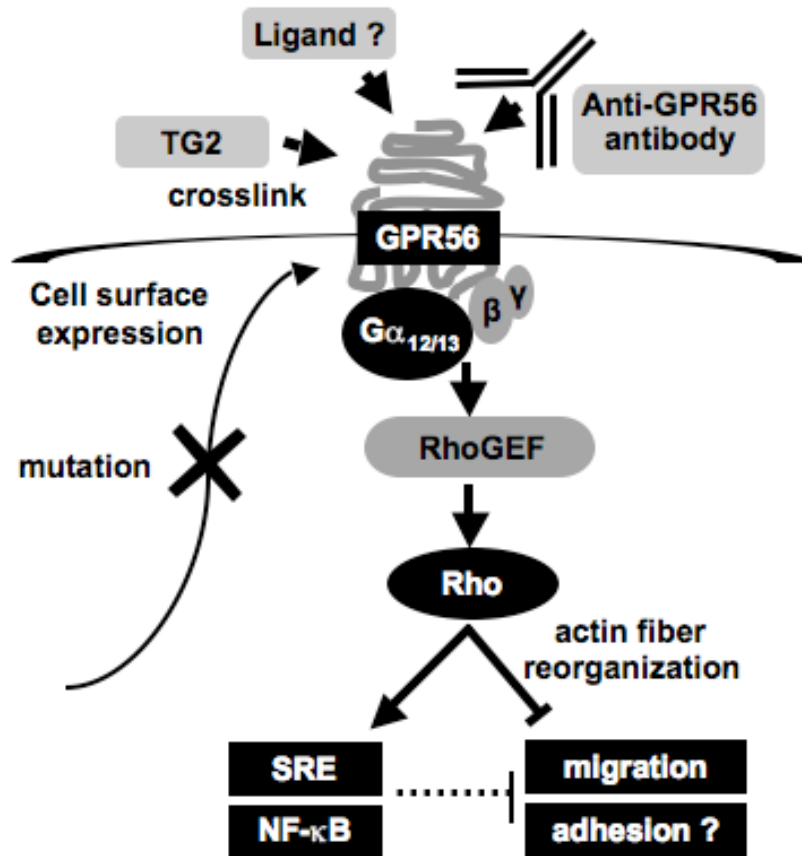 Ligand ?
Anti-GPR56
antibody
TG2
crosslink
GPR56
Cell surface
expression
β γ
Gα12/13
mutation
RhoGEF
Rho
actin fiber
reorganization
SRE
migration
NF-κB
adhesion ?